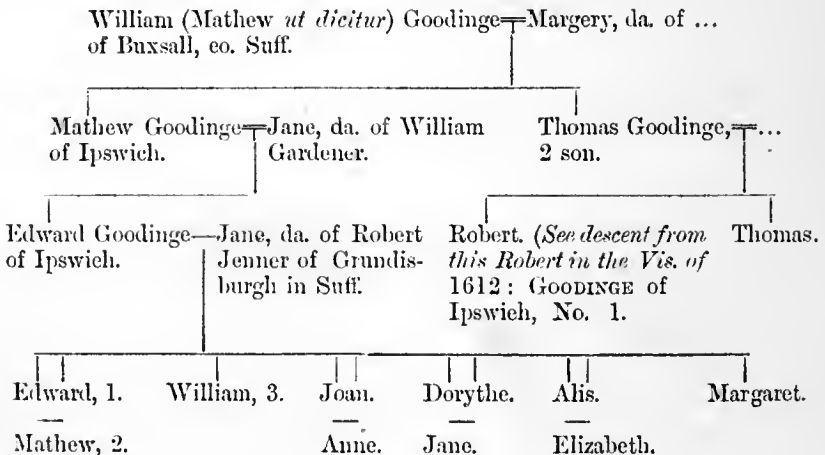 William (Mathew ut dicitur) Goodinge=Margery, da. of ...
of Buxsall, co. Suff.
Mathew Goodinge=Jane, da. of William
of Ipswich. Gardener.
Thomas Goodinge,=...
2 son.
Edward Goodinge—Jane, da. of Robert
of Ipswich. Jenner of Grundis-
burgh in Suff.
Robert. (See descent from
this Robert in the Vis. of
1612: GOODINGE of
Ipswich, No. 1.
Thomas.
Edward, 1. William, 3. Joan. Dorythe. Alis. Margaret.
Mathew, 2. Anne. Jane. Elizabeth.